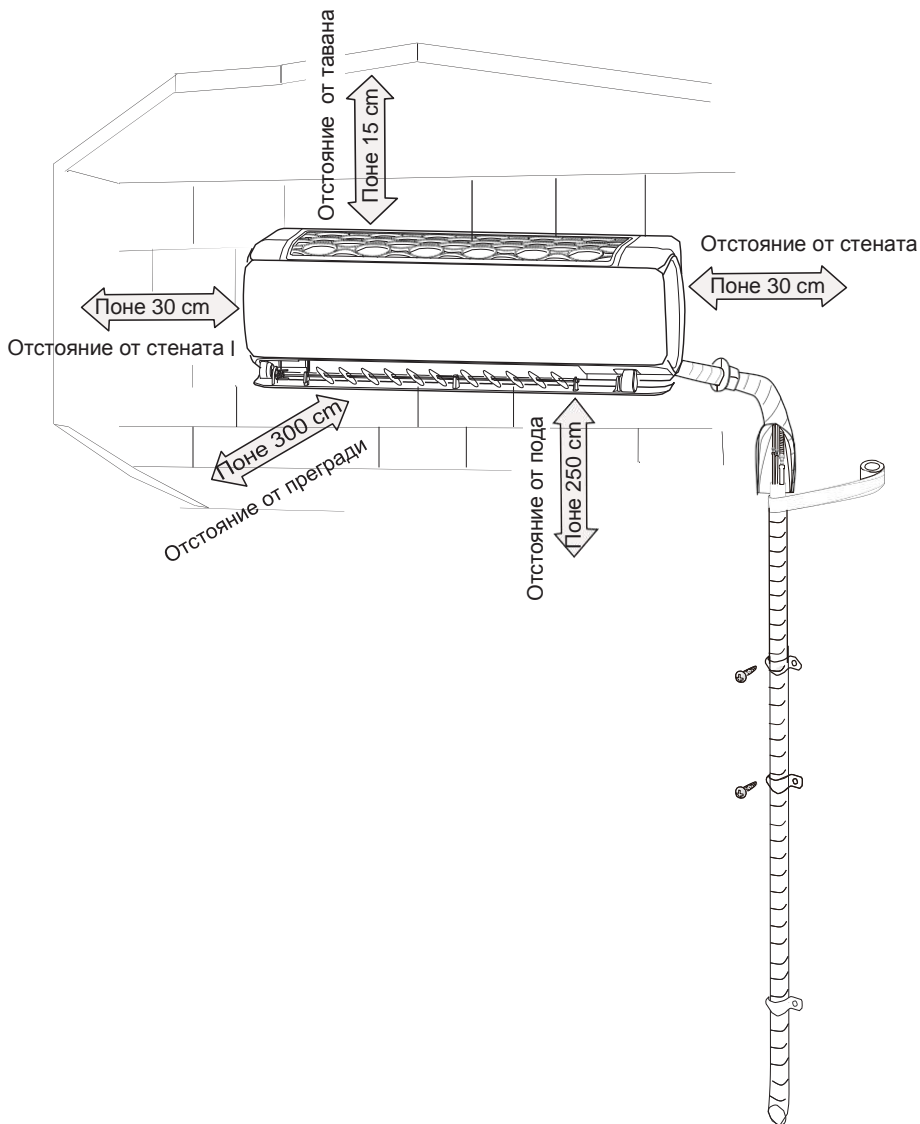 Отстояние от тавана
Поне 15 cm
Отстояние от стената
Поне 30 cm
Поне 30 cm
Отстояние от стената
Поне 300 cm
Отстояние от прегради
Отстояние от пода
Поне 250 cm